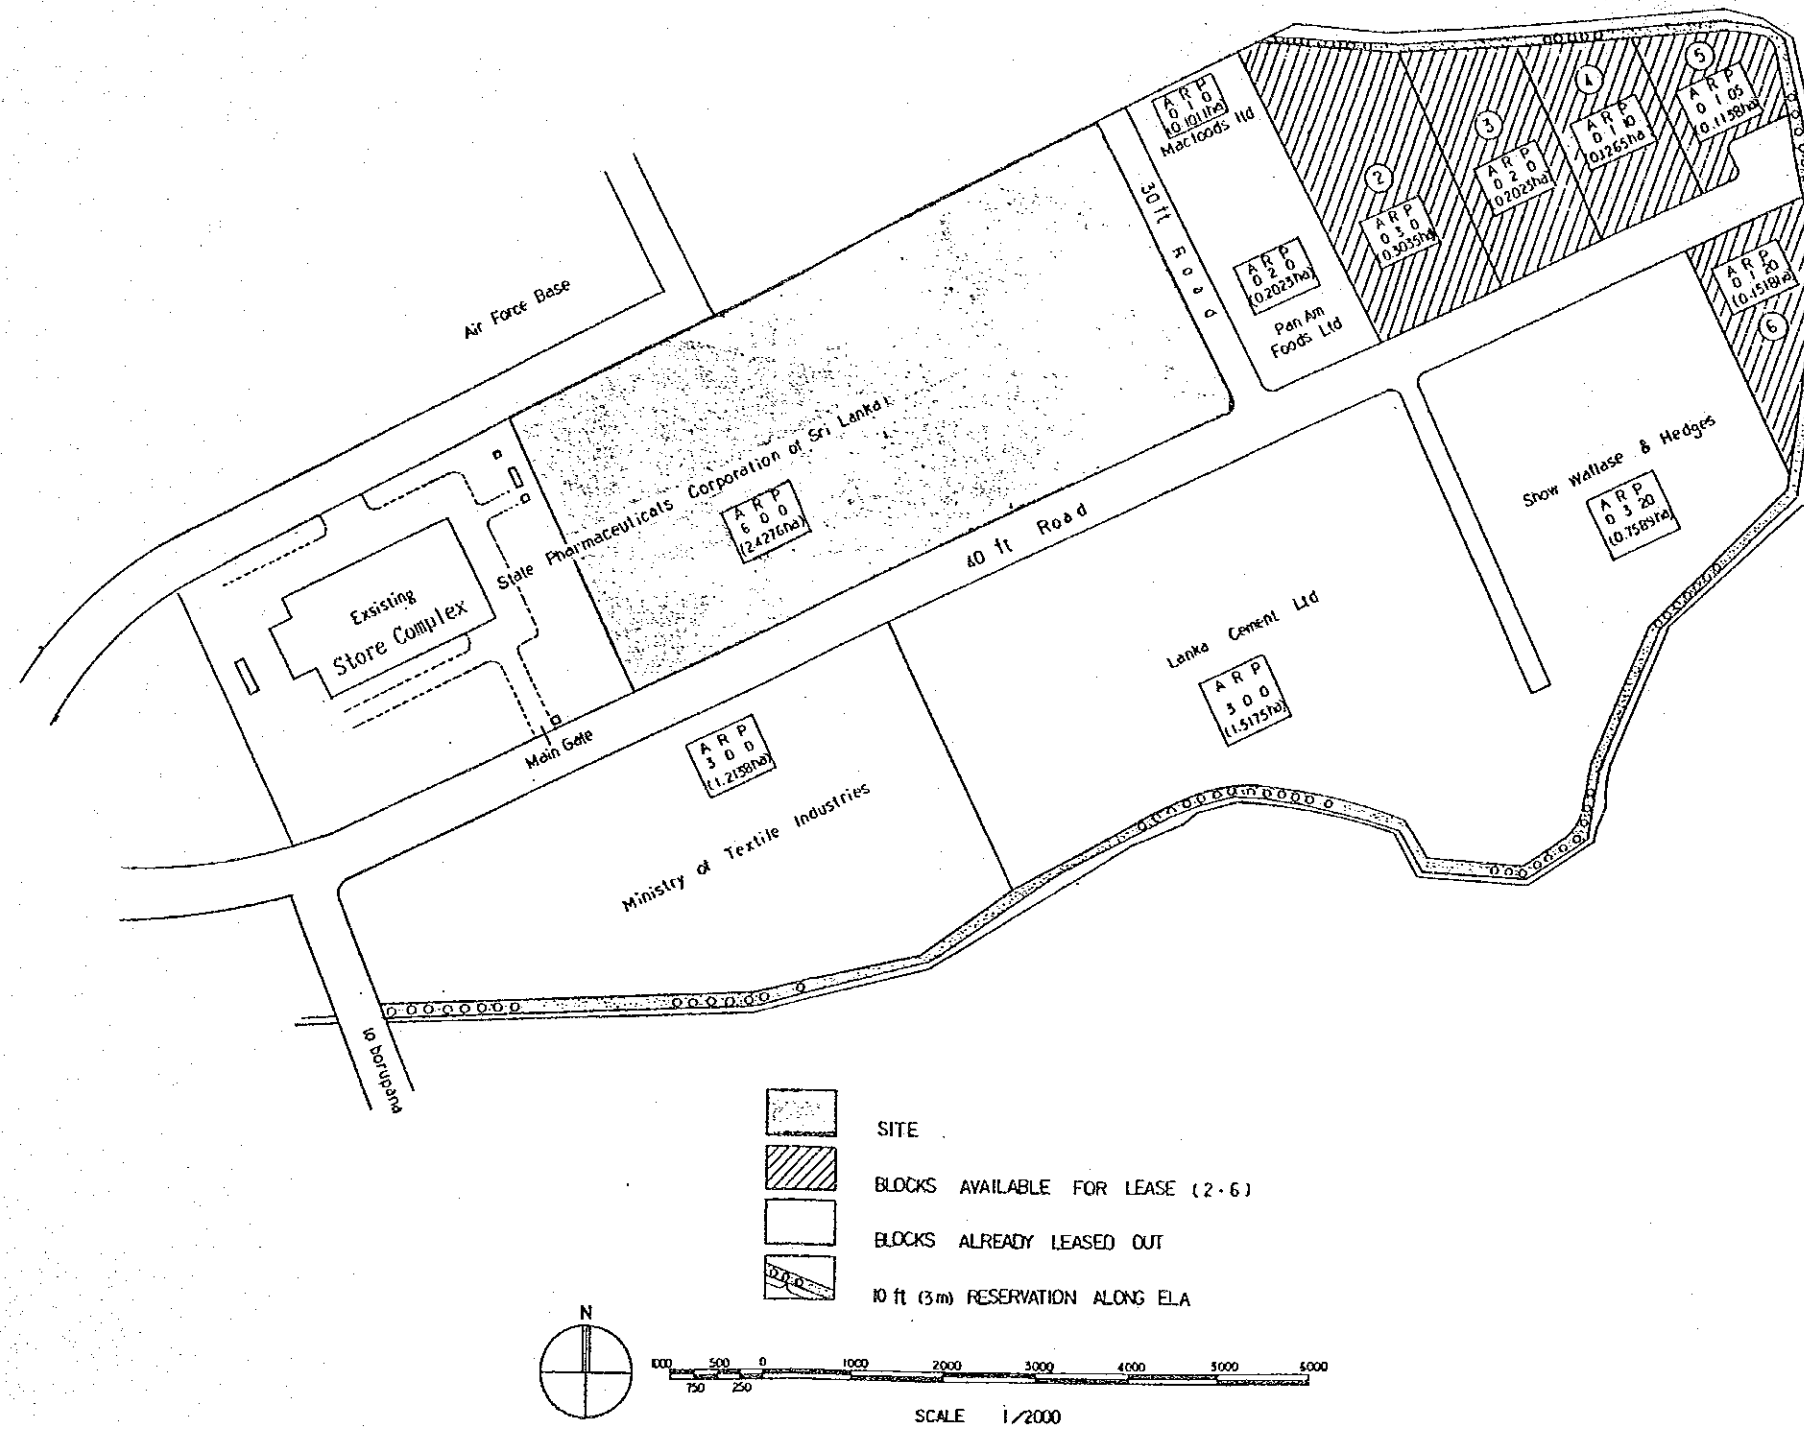 A R P
0 1 0
(0.1011ha)
Macfoods ltd
5
A R P
0 1 05
(0.1158ha)
4
A R P
0 1 10
(0.1265ha)
3
A R P
0 2 0
(0.2023ha)
2
A R P
0 3 0
(0.3035ha)
30 ft Road
A R P
0 2 0
(0.2023ha)
Pan Am
Foods Ltd
A R P
0 1 20
(0.1518ha)
6
Air Force Base
State Pharmaceuticals Corporation of Sri Lanka
A R P
6 0 0
(2.4276ha)
Show Wallase & Hedges
A R P
0 3 20
(0.7589ha)
40 ft Road
Exsisting
Store Complex
Lanka Cement Ltd
A R P
3 0 0
(1.5175ha)
Main Gate
A R P
3 0 0
(1.2138ha)
Ministry of Textile Industries
to borupana
SITE
BLOCKS AVAILABLE FOR LEASE (2-6)
BLOCKS ALREADY LEASED OUT
10 ft (3m) RESERVATION ALONG ELA
N
1000 500 0 1000 2000 3000 4000 5000 6000
750 250
SCALE 1/2000